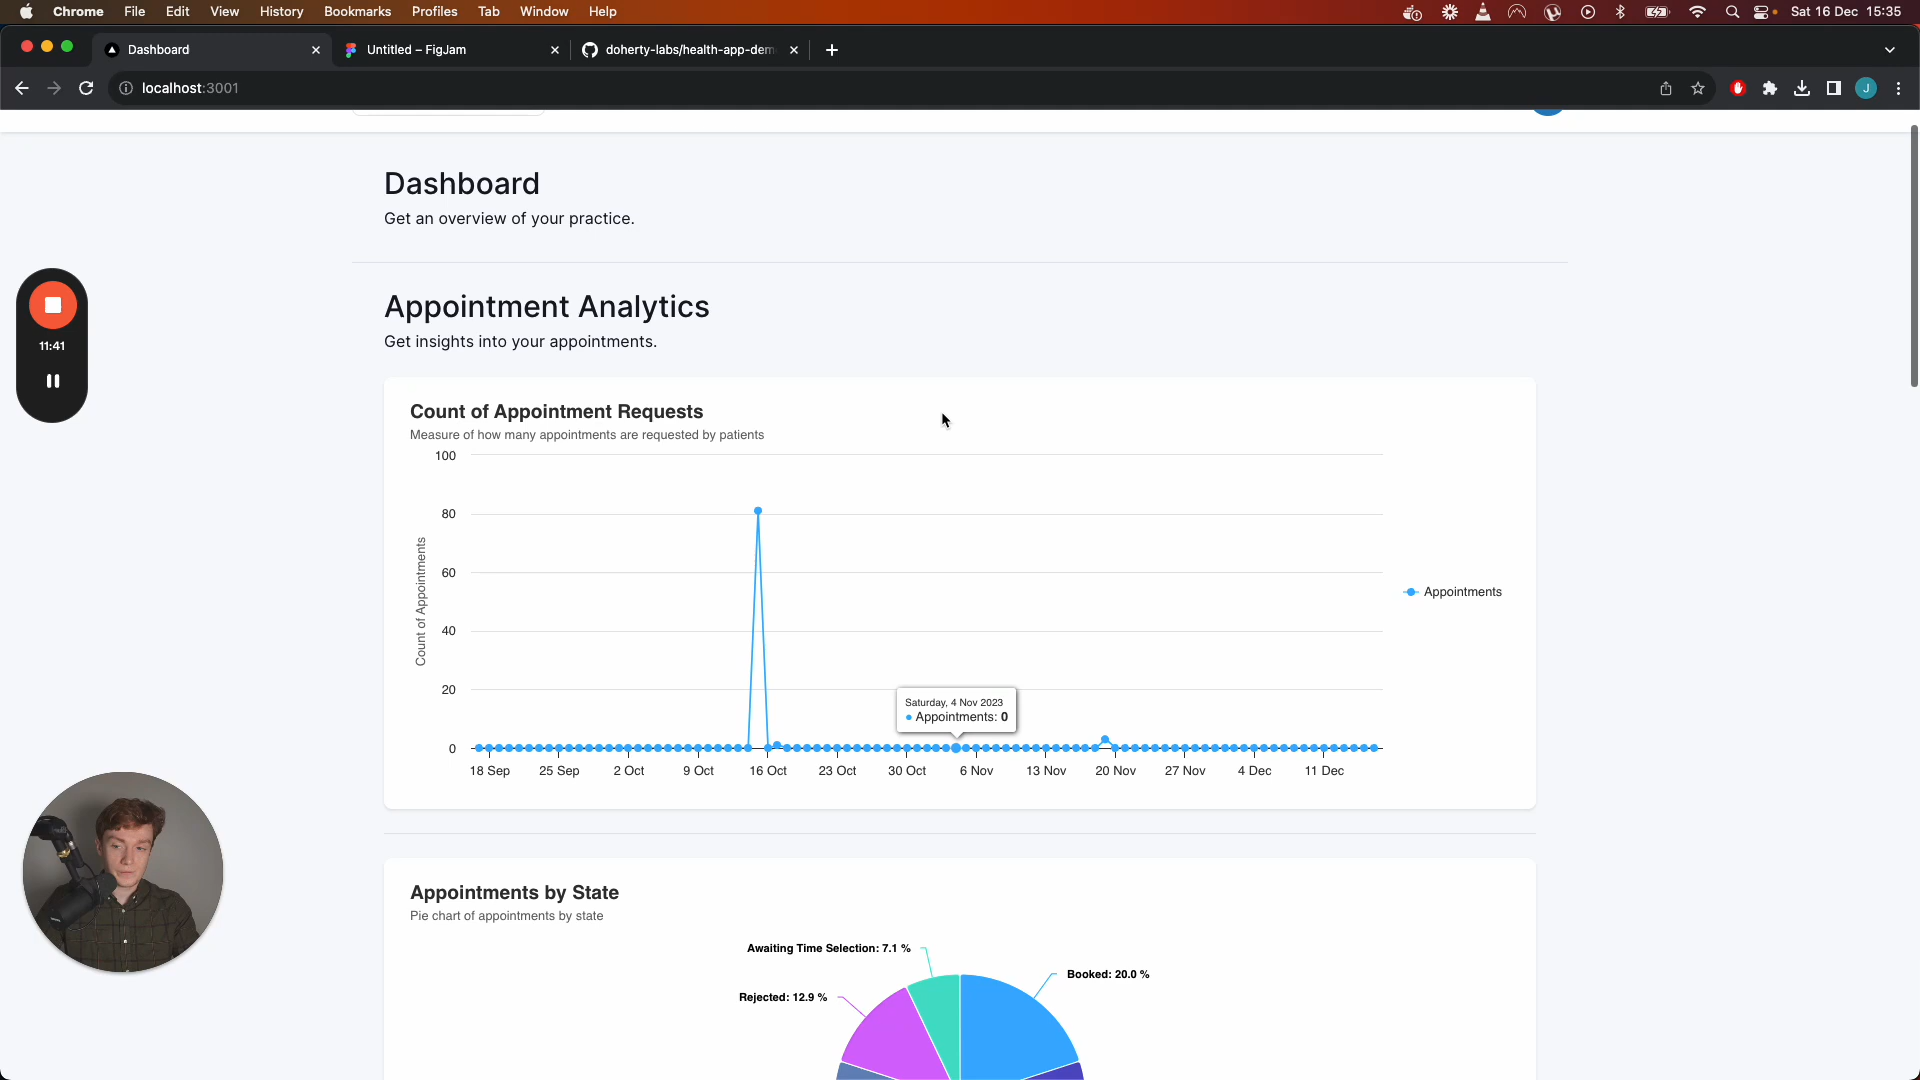 Chrome File Edit View History Bookmarks Profiles Tab Window Help Sat 16 Dec 15:35
Dashboard Untitled – FigJam doherty-labs/health-app-dem
localhost:3001 J
Dashboard
Get an overview of your practice.
Appointment Analytics
Get insights into your appointments.
11:41
Count of Appointment Requests
Measure of how many appointments are requested by patients
100
80
60
40
20
0
Count of Appointments
Appointments
Saturday, 4 Nov 2023
Appointments: 0
18 Sep 25 Sep 2 Oct 9 Oct 16 Oct 23 Oct 30 Oct 6 Nov 13 Nov 20 Nov 27 Nov 4 Dec 11 Dec
Appointments by State
Pie chart of appointments by state
Awaiting Time Selection: 7.1 %
Booked: 20.0 %
Rejected: 12.9 %